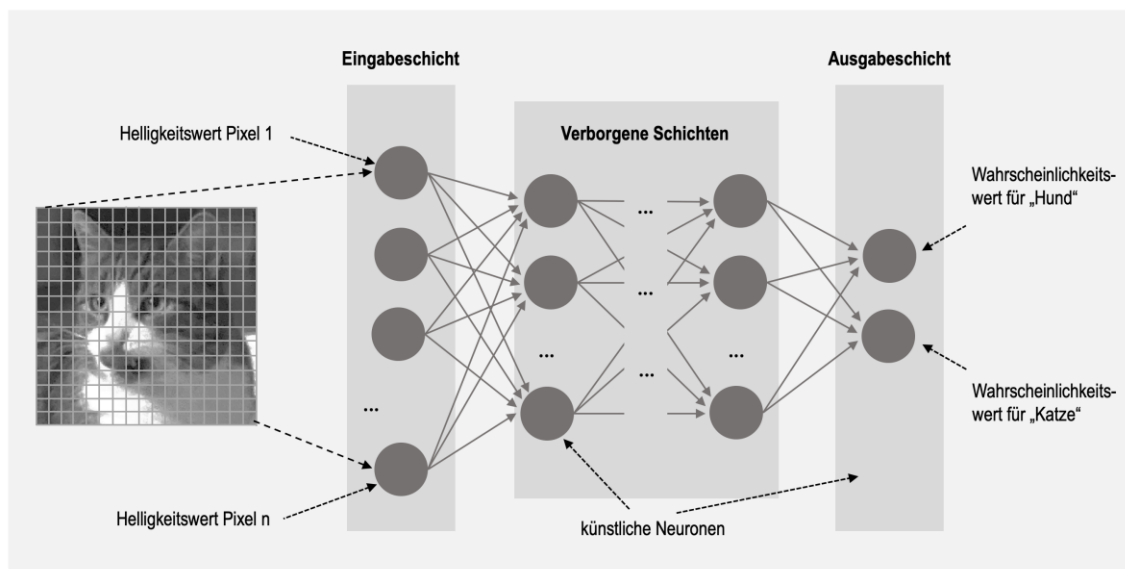 Eingabeschicht
Ausgabeschicht
Helligkeitswert Pixel 1
Verborgene Schichten
Wahrscheinlichkeits-
wert für „Hund“
...
...
...
...
...
...
Wahrscheinlichkeits-
wert für „Katze“
Helligkeitswert Pixel n
künstliche Neuronen